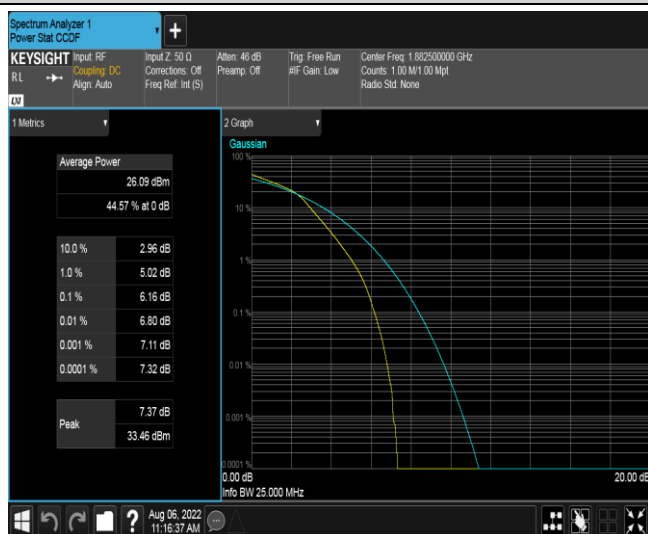 Spectrum Analyzer 1
Power Stat CCDF
+
KEYSIGHT
RL
LXI
Input: RF
Coupling: DC
Align: Auto
Input Z: 50 Ω
Corrections: Off
Freq Ref: Int (S)
Atten: 46 dB
Preamp: Off
Trig: Free Run
#IF Gain: Low
Center Freq: 1.882500000 GHz
Counts: 1.00 M/1.00 Mpt
Radio Std: None
1 Metrics
Average Power
26.09 dBm
44.57 % at 0 dB
10.0 % 2.96 dB
1.0 % 5.02 dB
0.1 % 6.16 dB
0.01 % 6.80 dB
0.001 % 7.11 dB
0.0001 % 7.32 dB
Peak 7.37 dB
33.46 dBm
2 Graph
Gaussian
100 %
10 %
1 %
0.1 %
0.01 %
0.001 %
0.0001 %
0.00 dB 20.00 dB
Info BW 25.000 MHz
?
Aug 06, 2022
11:16:37 AM